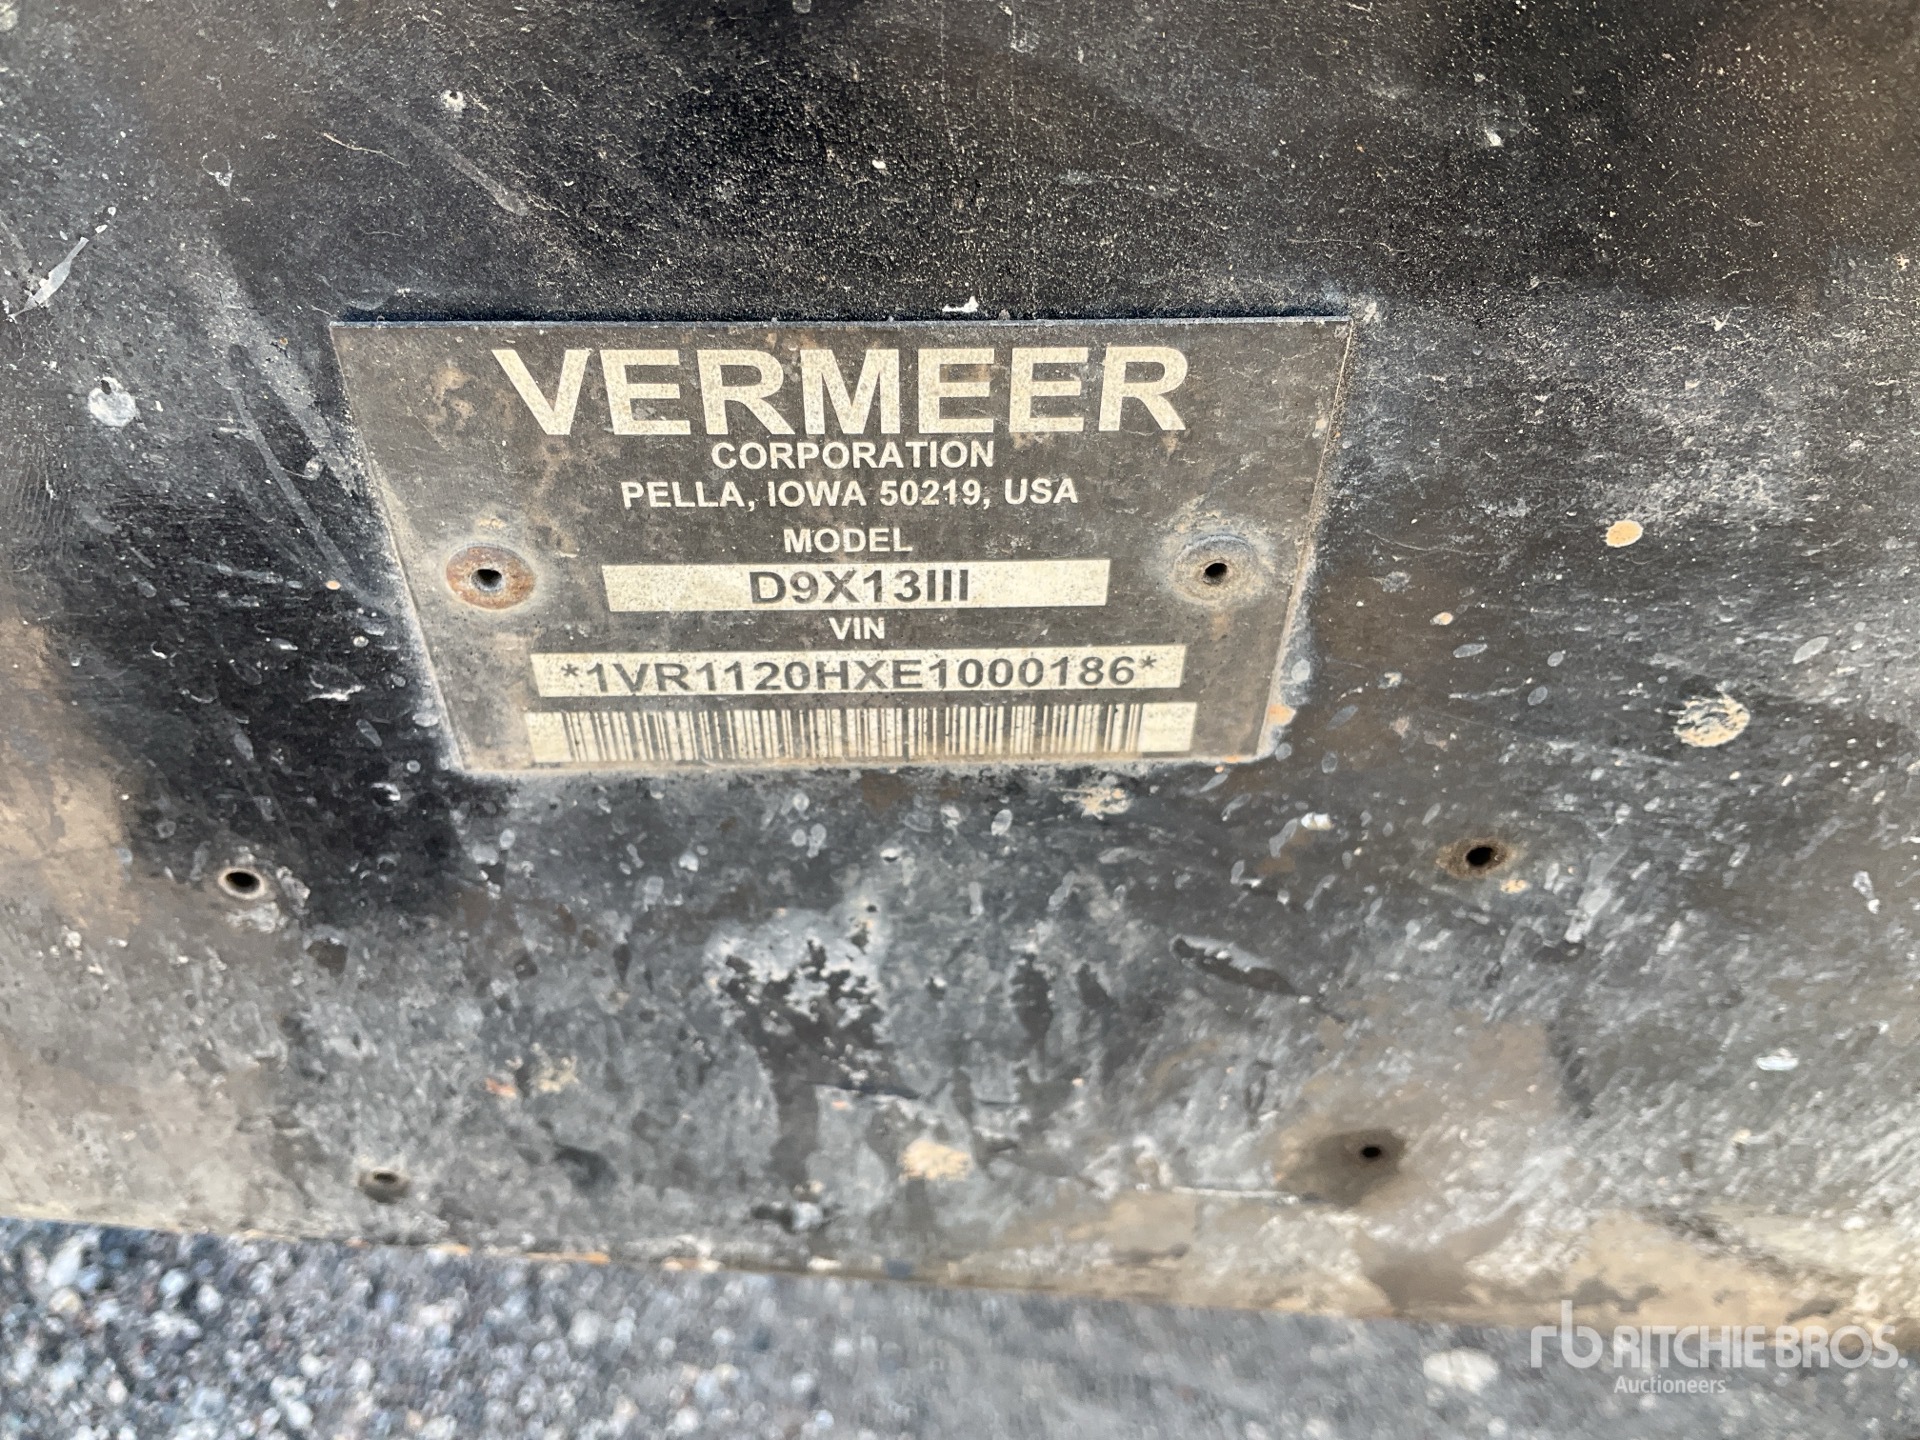 VERMEER
CORPORATION
PELLA, IOWA 50219, USA
MODEL
D9X13III
VIN
*1VR1120HXE1000186*
rb RITCHIE BROS.
Auctioneers